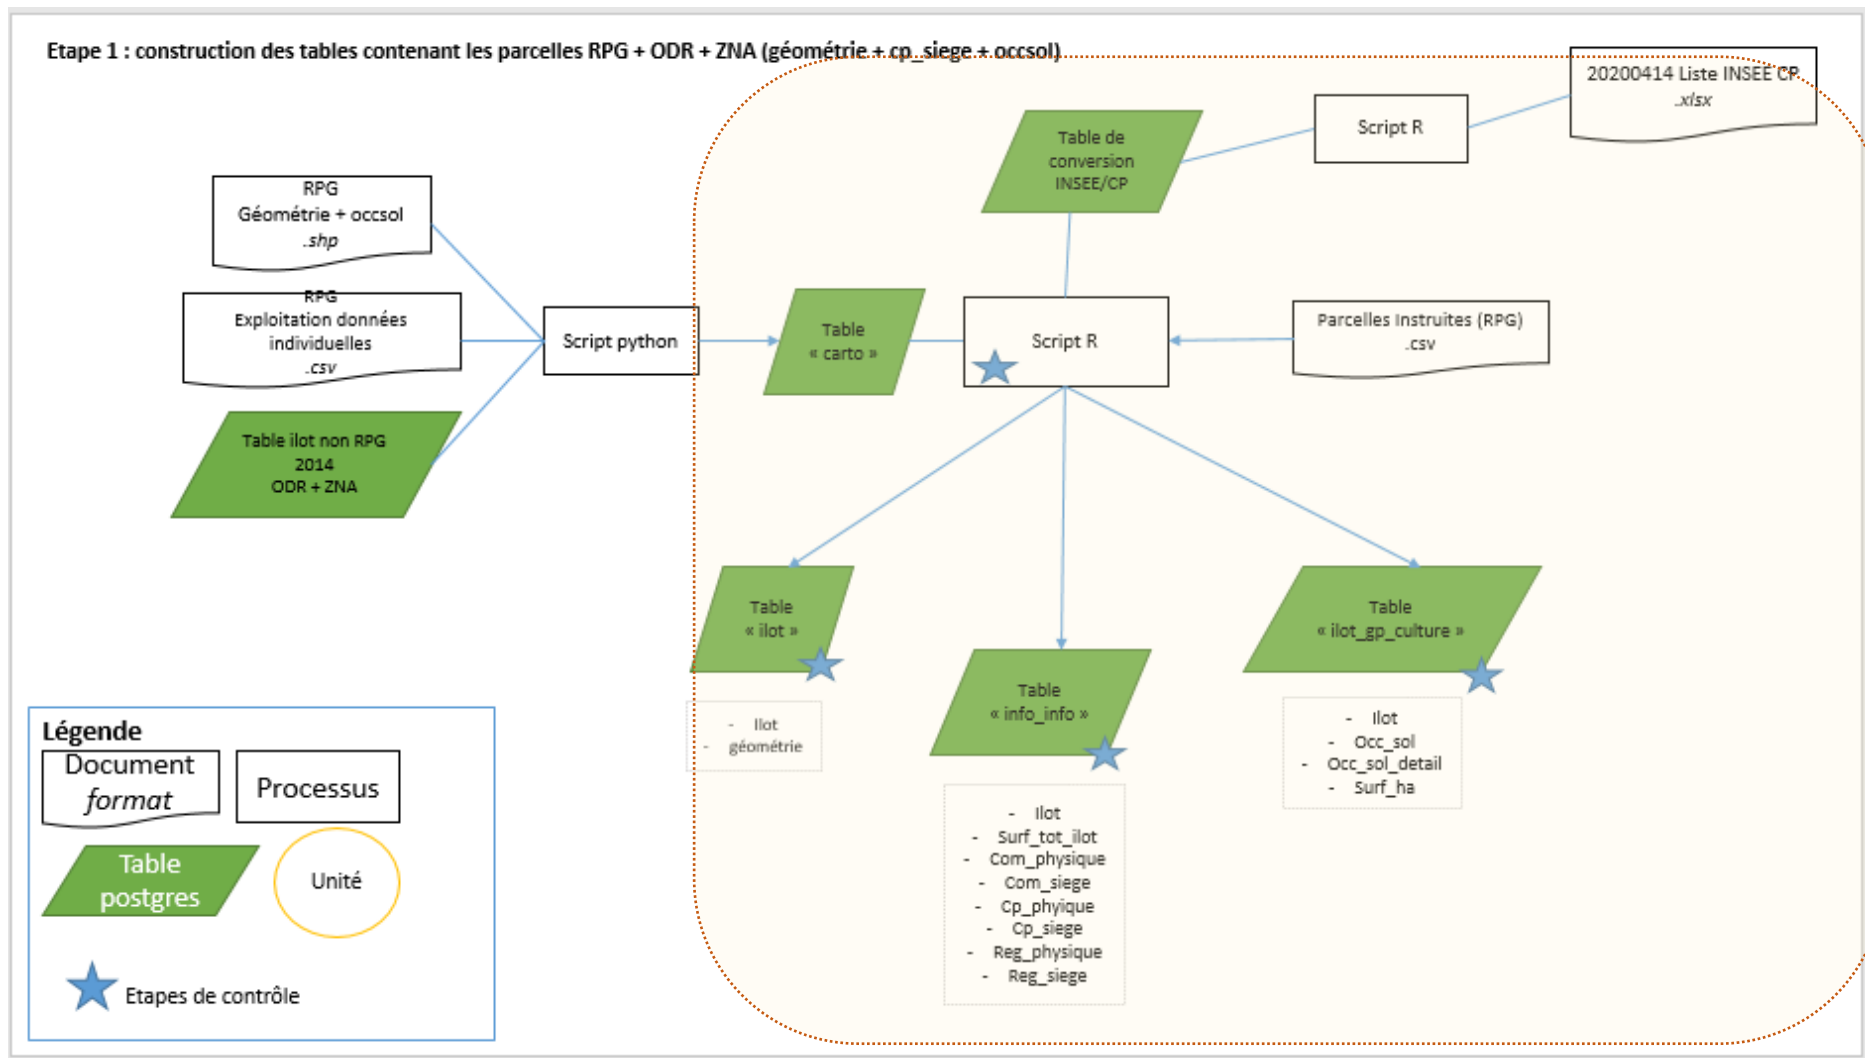 Etape 1 : construction des tables contenant les parcelles RPG + ODR + ZNA (géométrie + cp_siege + occsol)
20200414 Liste INSEE CP
.xlsx
Script R
Table de
conversion
INSEE/CP
RPG
Géométrie + occsol
.shp
RPG
Exploitation données
individuelles
.csv
Table ilot non RPG
2014
ODR + ZNA
Script python
Table
« carto »
Script R
Parcelles Instruites (RPG)
.csv
Table
« ilot »
- Ilot
- géométrie
Table
« info_info »
- Ilot
- Surf_tot_ilot
- Com_physique
- Com_siege
- Cp_phyique
- Cp_siege
- Reg_physique
- Reg_siege
Table
« ilot_gp_culture »
- Ilot
- Occ_sol
- Occ_sol_detail
- Surf_ha
Légende
Document
format
Processus
Table
postgres
Unité
Etapes de contrôle